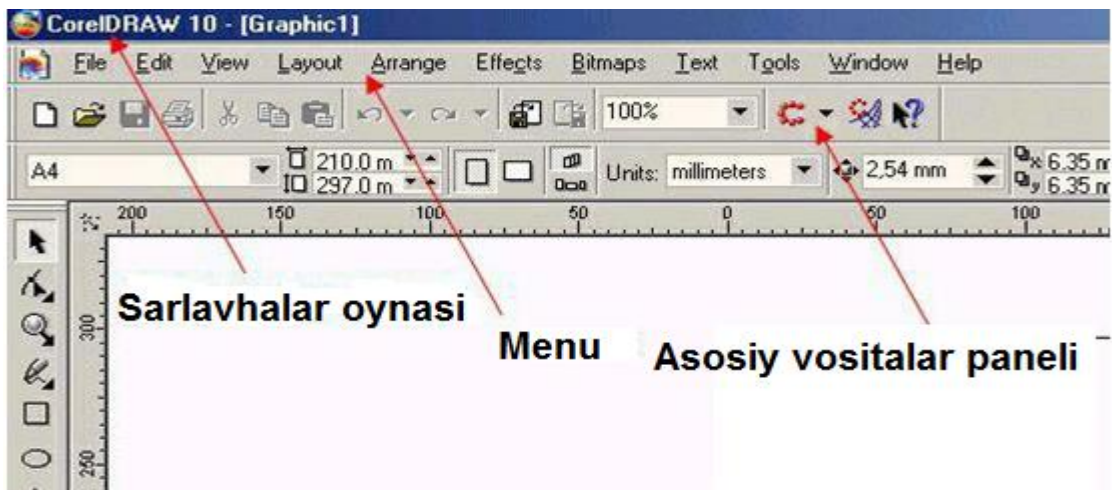 CorelDRAW 10 - [Graphic1]
File Edit View Layout Arrange Effects Bitmaps Text Tools Window Help
100%
A4 210.0 m 297.0 m Units: millimeters 2,54 mm x: 6.35 y: 6.35
200 150 100 50 0 50 100
300
250
Sarlavhalar oynasi
Menu
Asosiy vositalar paneli